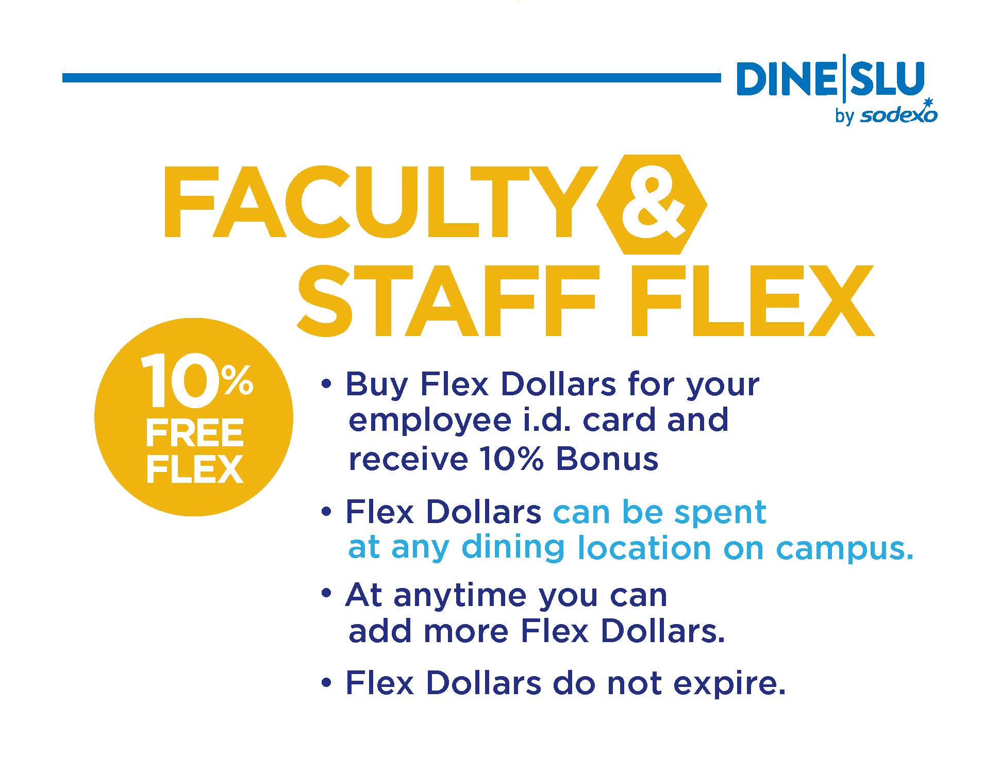 DINE|SLU
by sodexo
FACULTY &
STAFF FLEX
10%
FREE
FLEX
• Buy Flex Dollars for your
employee i.d. card and
receive 10% Bonus
• Flex Dollars can be spent
at any dining location on campus.
• At anytime you can
add more Flex Dollars.
• Flex Dollars do not expire.